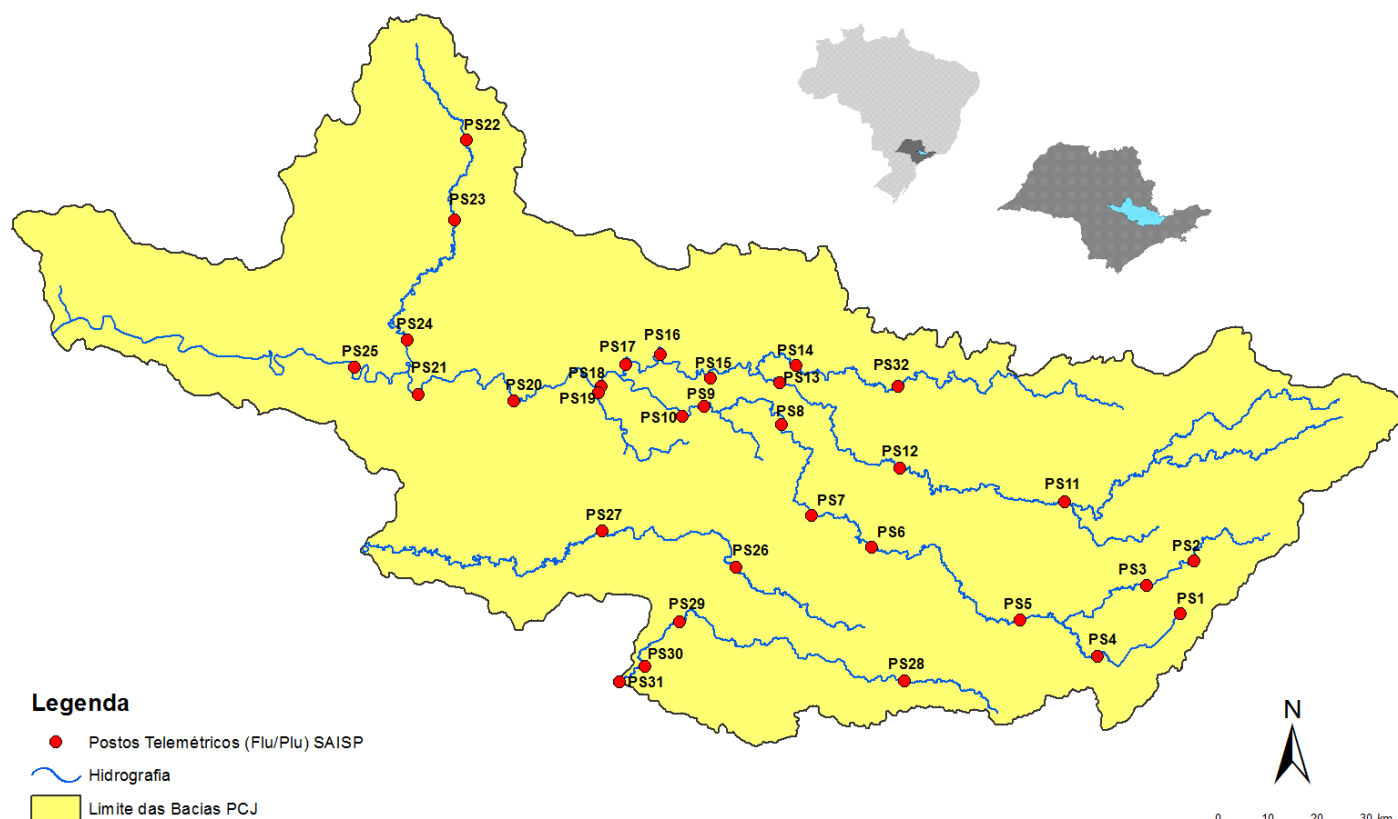 PS22
PS23
PS24
PS25
PS21
PS20
PS16
PS17
PS18
PS19
PS15
PS14
PS13
PS32
PS9
PS10
PS8
PS12
PS11
PS7
PS6
PS27
PS26
PS2
PS3
PS1
PS5
PS4
PS29
PS30
PS31
PS28
Legenda
Postos Telemétricos (Flu/Plu) SAISP
Hidrografia
Limite das Bacias PCJ
N
0 10 20 30 km